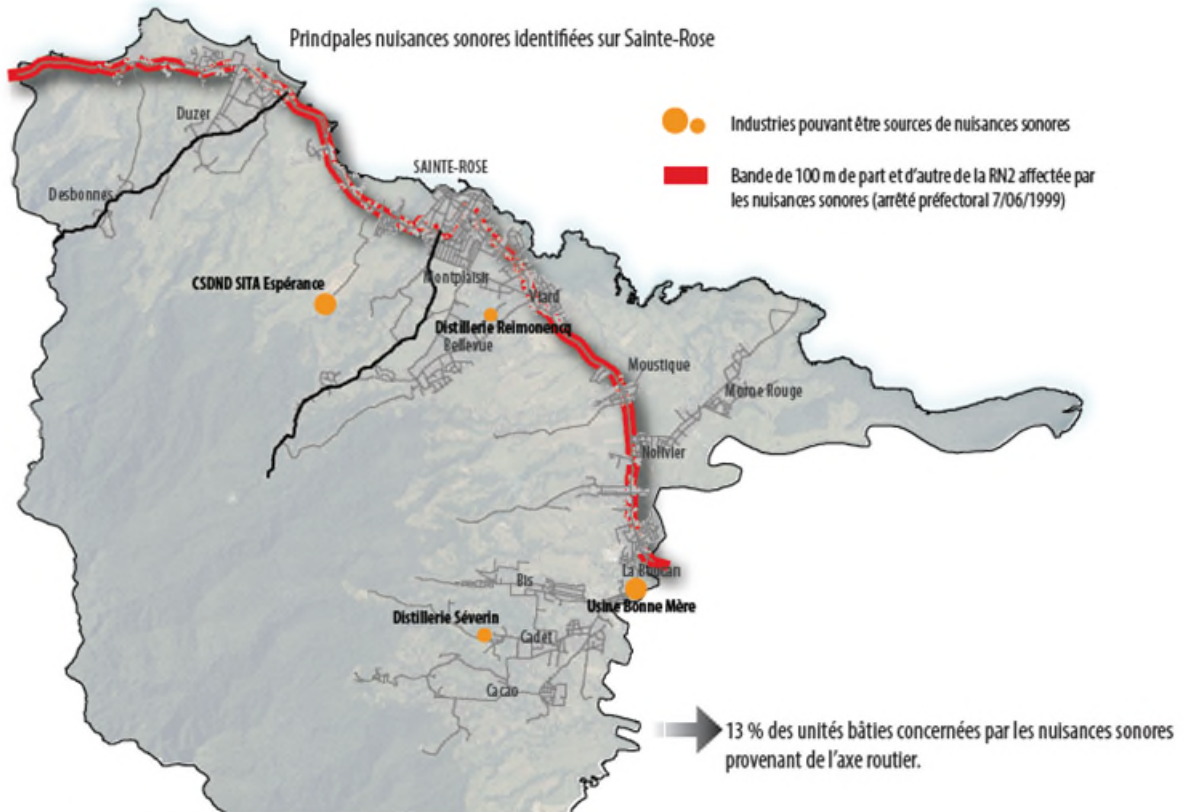 Principales nuisances sonores identifiées sur Sainte-Rose
Industries pouvant être sources de nuisances sonores
Bande de 100 m de part et d'autre de la RN2 affectée par
les nuisances sonores (arrêté préfectoral 7/06/1999)
Duzer
SAINTE-ROSE
Desbonnes
CSDND SITA Espérance
Montplaisir
Viard
Distillerie Reimonencq
Bellevue
Moustique
Morne Rouge
Nolivier
La Boucan
Bis
Usine Bonne Mère
Distillerie Séverin
Cadet
Cacao
13 % des unités bâties concernées par les nuisances sonores
provenant de l'axe routier.